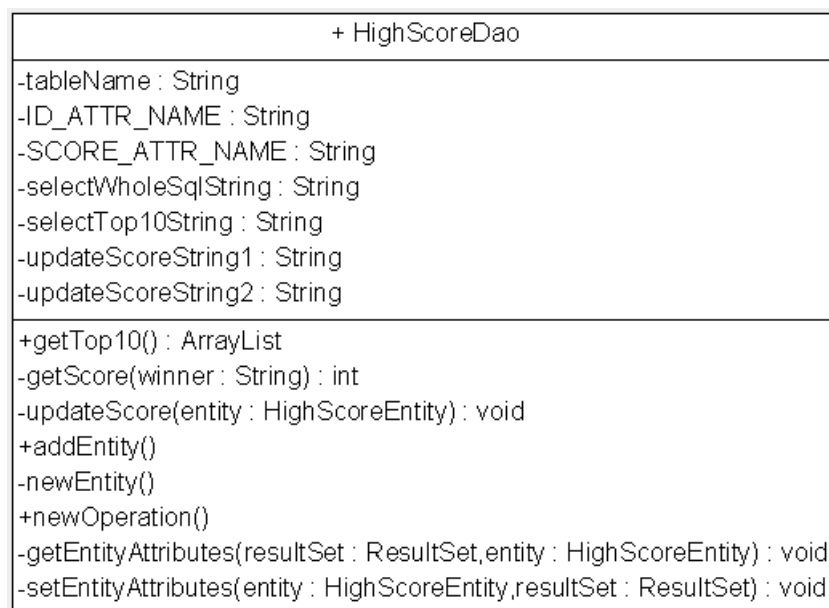 + HighScoreDao
-tableName : String
-ID_ATTR_NAME : String
-SCORE_ATTR_NAME : String
-selectWholeSqlString : String
-selectTop10String : String
-updateScoreString1 : String
-updateScoreString2 : String
+getTop10() : ArrayList
-getScore(winner : String) : int
-updateScore(entity : HighScoreEntity) : void
+addEntity()
-newEntity()
+newOperation()
-getEntityAttributes(resultSet : ResultSet,entity : HighScoreEntity) : void
-setEntityAttributes(entity : HighScoreEntity,resultSet : ResultSet) : void